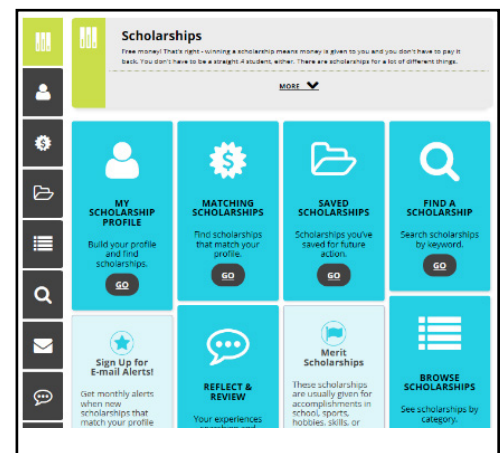 Scholarships
Free money! That's right - winning a scholarship means money is given to you and you don't have to pay it
back. You don't have to be a straight A student, either. There are scholarships for a lot of different things.
MORE
MY
SCHOLARSHIP
PROFILE
Build your profile
and find
scholarships.
GO
MATCHING
SCHOLARSHIPS
Find scholarships
that match your
profile.
GO
SAVED
SCHOLARSHIPS
Scholarships you've
saved for future
action.
GO
FIND A
SCHOLARSHIP
Search scholarships
by keyword.
GO
Sign Up for
E-mail Alerts!
Get monthly alerts
when new
scholarships that
match your profile
REFLECT &
REVIEW
Your experiences
Merit
Scholarships
These scholarships
are usually given for
accomplishments in
school, sports,
hobbies, skills, or
BROWSE
SCHOLARSHIPS
See scholarships by
category.